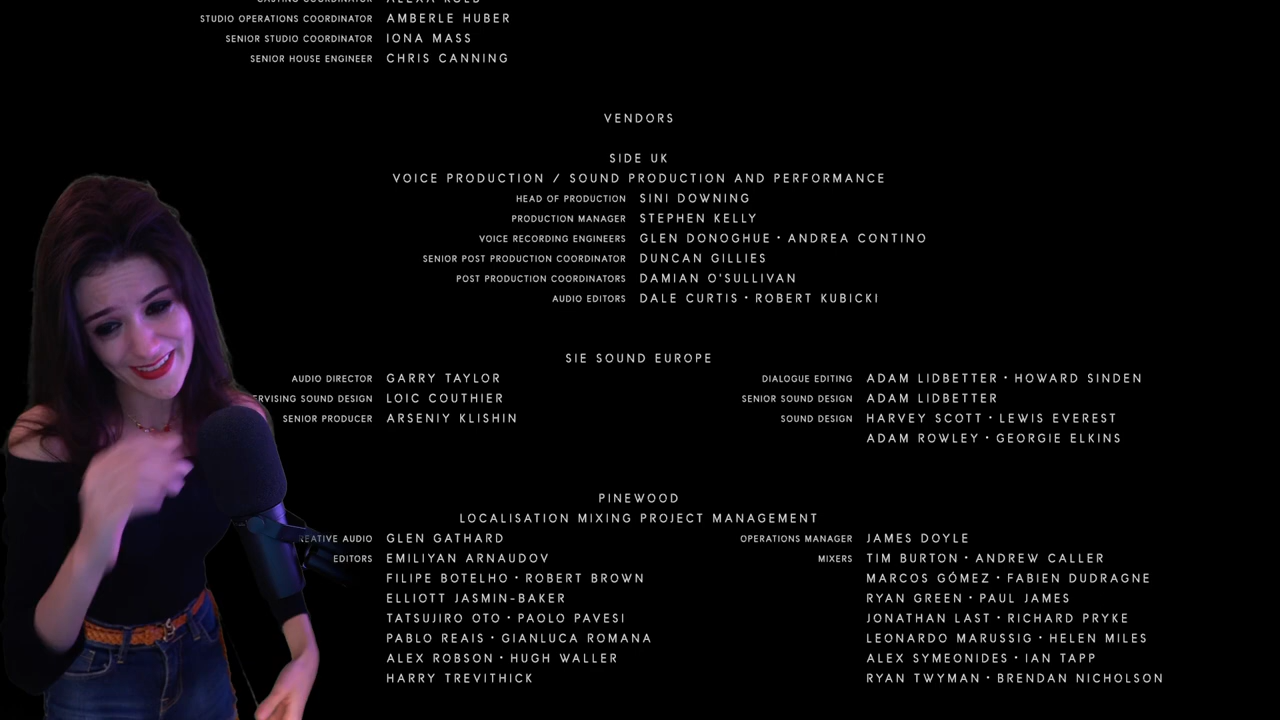 STUDIO OPERATIONS COORDINATOR AMBERLE HUBER
SENIOR STUDIO COORDINATOR IONA MASS
SENIOR HOUSE ENGINEER CHRIS CANNING
VENDORS
SIDE UK
VOICE PRODUCTION / SOUND PRODUCTION AND PERFORMANCE
HEAD OF PRODUCTION SINI DOWNING
PRODUCTION MANAGER STEPHEN KELLY
VOICE RECORDING ENGINEERS GLEN DONOGHUE • ANDREA CONTINO
SENIOR POST PRODUCTION COORDINATOR DUNCAN GILLIES
POST PRODUCTION COORDINATORS DAMIAN O'SULLIVAN
AUDIO EDITORS DALE CURTIS • ROBERT KUBICKI
SIE SOUND EUROPE
AUDIO DIRECTOR GARRY TAYLOR
SOUND DESIGN LOIC COUTHIER
SENIOR PRODUCER ARSENIY KLISHIN
DIALOGUE EDITING ADAM LIDBETTER • HOWARD SINDEN
SENIOR SOUND DESIGN ADAM LIDBETTER
SOUND DESIGN HARVEY SCOTT • LEWIS EVEREST
ADAM ROWLEY • GEORGIE ELKINS
PINEWOOD
LOCALISATION MIXING PROJECT MANAGEMENT
AUDIO GLEN GATHARD
EDITORS EMILIYAN ARNAUDOV
FILIPE BOTELHO • ROBERT BROWN
ELLIOTT JASMIN-BAKER
TATSUJIRO OTO • PAOLO PAVESI
PABLO REAIS • GIANLUCA ROMANA
ALEX ROBSON • HUGH WALLER
HARRY TREVITHICK
OPERATIONS MANAGER JAMES DOYLE
MIXERS TIM BURTON • ANDREW CALLER
MARCOS GÓMEZ • FABIEN DUDRAGNE
RYAN GREEN • PAUL JAMES
JONATHAN LAST • RICHARD PRYKE
LEONARDO MARUSSIG • HELEN MILES
ALEX SYMEONIDES • IAN TAPP
RYAN TWYMAN • BRENDAN NICHOLSON